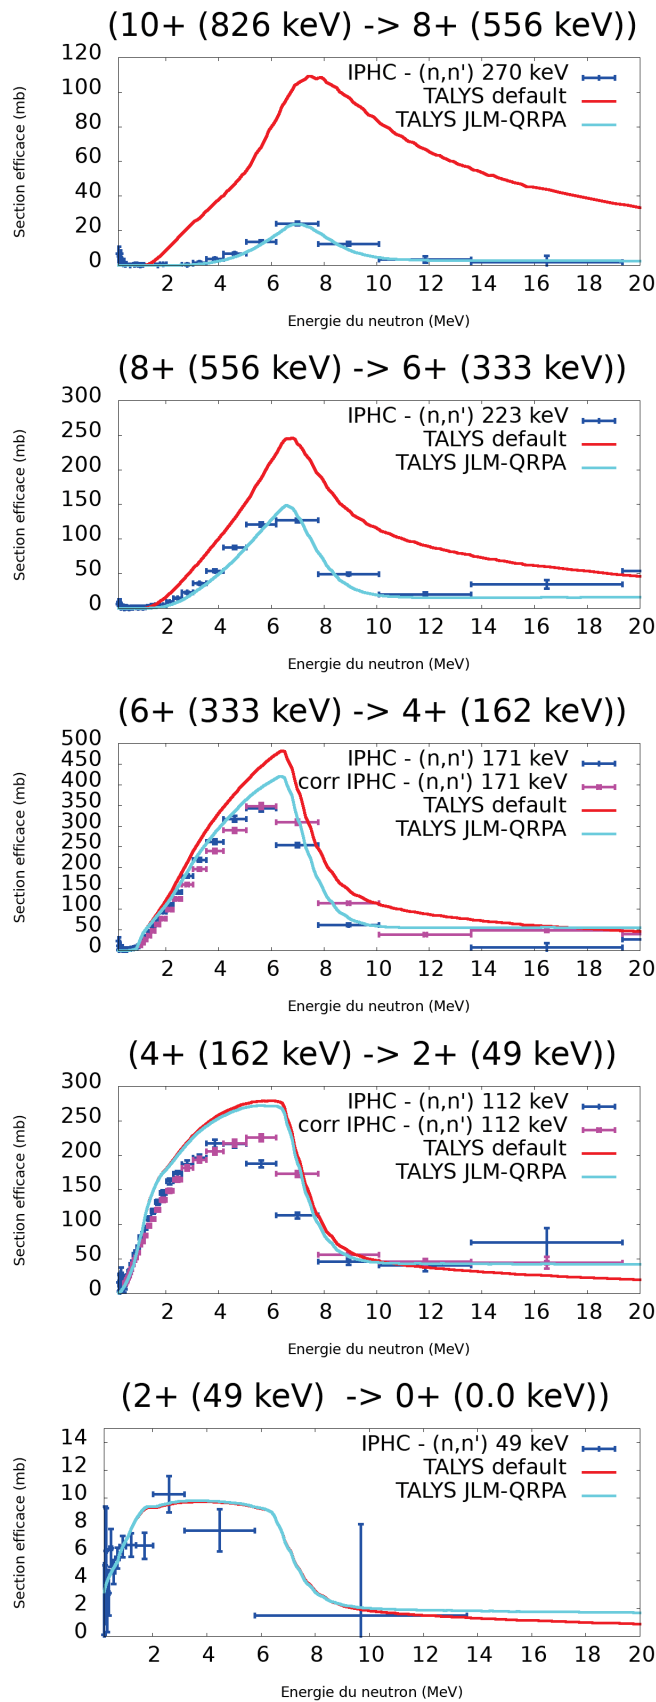 (10+ (826 keV) -> 8+ (556 keV))
120
100
80
60
40
20
0
Section efficace (mb)
IPHC - (n,n') 270 keV
TALYS default
TALYS JLM-QRPA
2 4 6 8 10 12 14 16 18 20
Energie du neutron (MeV)
(8+ (556 keV) -> 6+ (333 keV))
300
250
200
150
100
50
0
Section efficace (mb)
IPHC - (n,n') 223 keV
TALYS default
TALYS JLM-QRPA
2 4 6 8 10 12 14 16 18 20
Energie du neutron (MeV)
(6+ (333 keV) -> 4+ (162 keV))
500
450
400
350
300
250
200
150
100
50
0
Section efficace (mb)
IPHC - (n,n') 171 keV
corr IPHC - (n,n') 171 keV
TALYS default
TALYS JLM-QRPA
2 4 6 8 10 12 14 16 18 20
Energie du neutron (MeV)
(4+ (162 keV) -> 2+ (49 keV))
300
250
200
150
100
50
0
Section efficace (mb)
IPHC - (n,n') 112 keV
corr IPHC - (n,n') 112 keV
TALYS default
TALYS JLM-QRPA
2 4 6 8 10 12 14 16 18 20
Energie du neutron (MeV)
(2+ (49 keV) -> 0+ (0.0 keV))
14
12
10
8
6
4
2
0
Section efficace (mb)
IPHC - (n,n') 49 keV
TALYS default
TALYS JLM-QRPA
2 4 6 8 10 12 14 16 18 20
Energie du neutron (MeV)